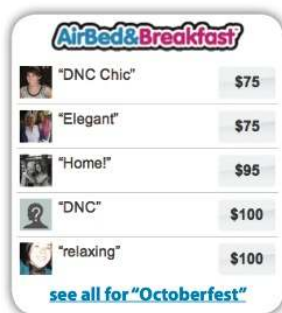 AirBed&Breakfast
"DNC Chic" $75
"Elegant" $75
"Home!" $95
"DNC" $100
"relaxing" $100
see all for "Octoberfest"